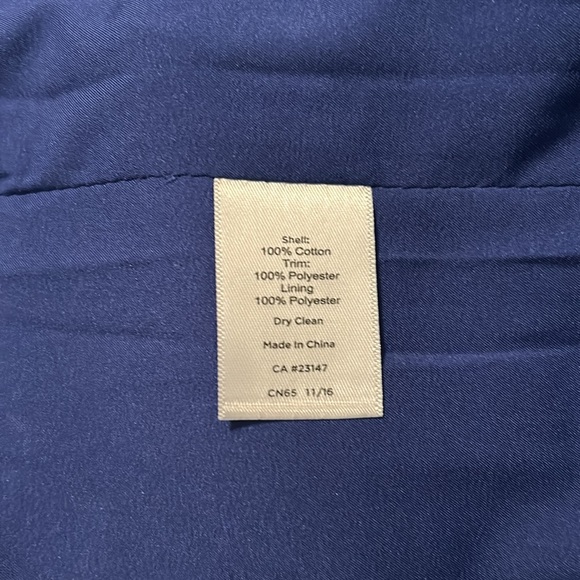 Shell:
100% Cotton
Trim:
100% Polyester
Lining
100% Polyester
Dry Clean
Made In China
CA #23147
CN65 11/16